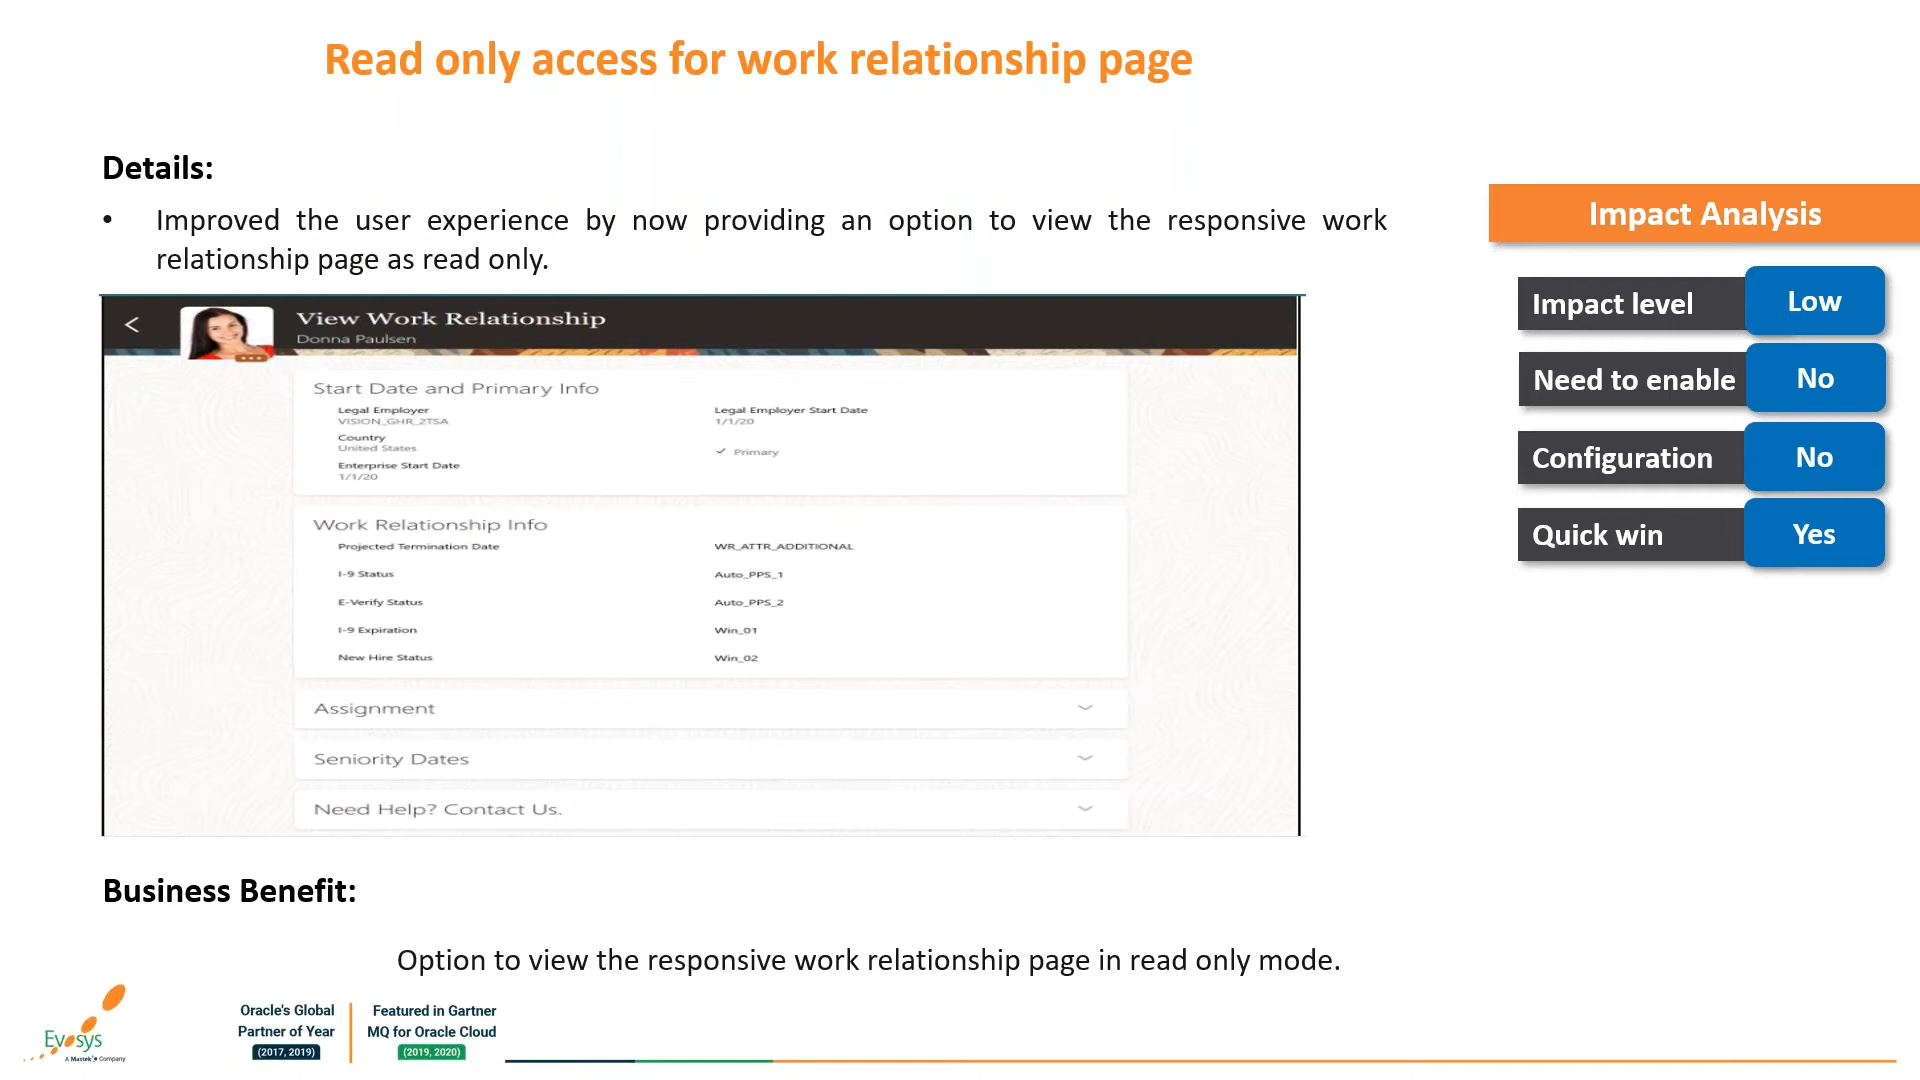 Read only access for work relationship page
Details:
• Improved the user experience by now providing an option to view the responsive work
relationship page as read only.
Impact Analysis
Impact level Low
Need to enable No
Configuration No
Quick win Yes
View Work Relationship
Donna Paulsen
Start Date and Primary Info
Legal Employer
VISION_GHR_2TSA
Legal Employer Start Date
1/1/20
Country
United States
Primary
Enterprise Start Date
1/1/20
Work Relationship Info
Projected Termination Date WR_ATTR_ADDITIONAL
I-9 Status Auto_PPS_1
E-Verify Status Auto_PPS_2
I-9 Expiration Win_01
New Hire Status Win_02
Assignment
Seniority Dates
Need Help? Contact Us.
Business Benefit:
Option to view the responsive work relationship page in read only mode.
Evosys
A Mastek Company
Oracle's Global
Partner of Year
(2017, 2019)
Featured in Gartner
MQ for Oracle Cloud
(2019, 2020)